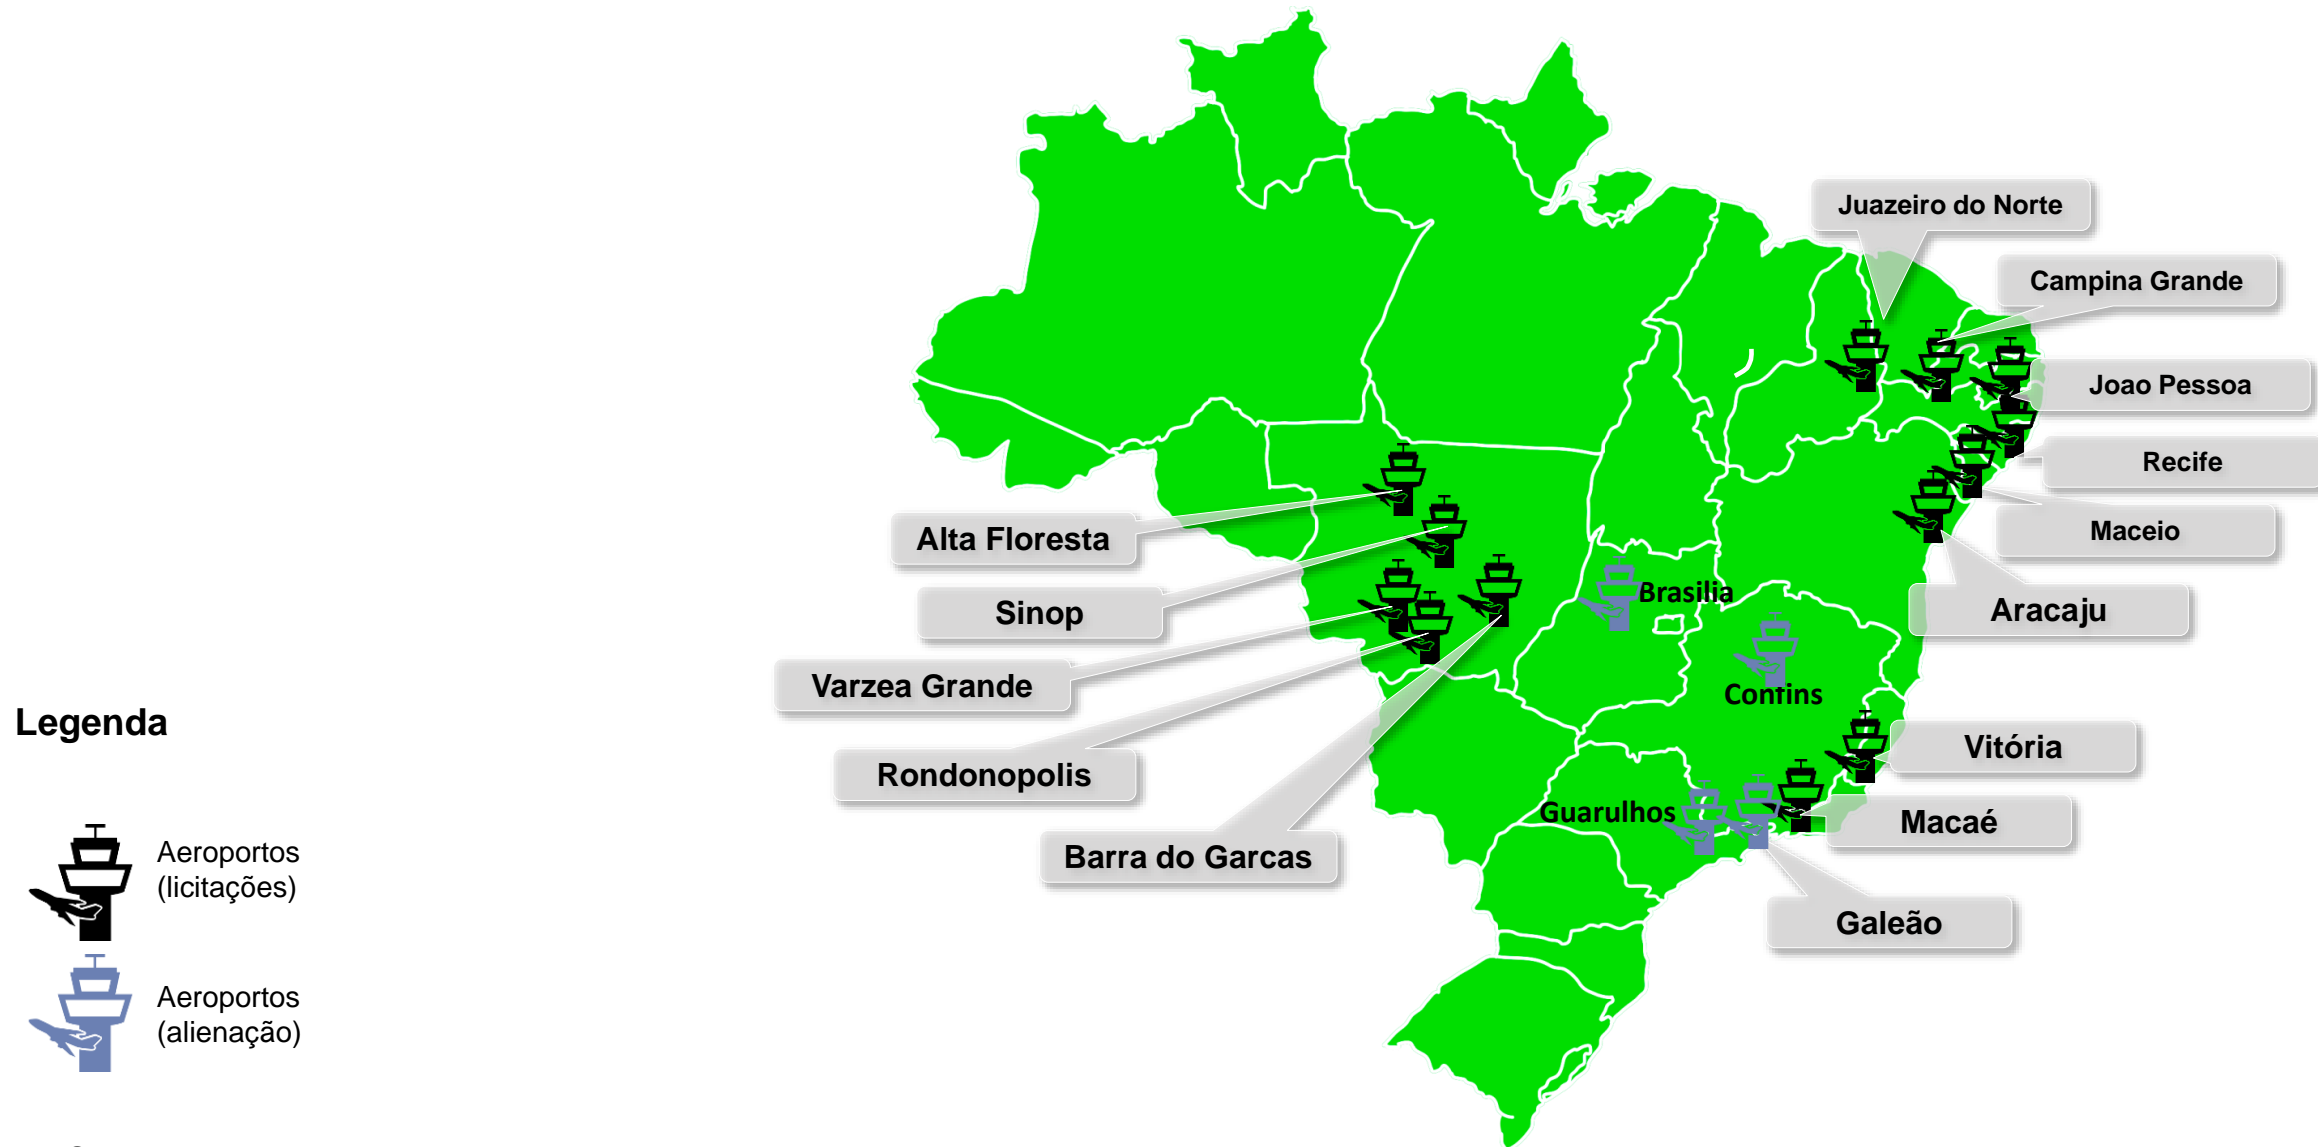 Juazeiro do Norte
Campina Grande
Joao Pessoa
Recife
Maceio
Aracaju
Alta Floresta
Sinop
Varzea Grande
Rondonopolis
Barra do Garcas
Brasilia
Confins
Vitória
Macaé
Guarulhos
Galeão
Legenda
Aeroportos
(licitações)
Aeroportos
(alienação)